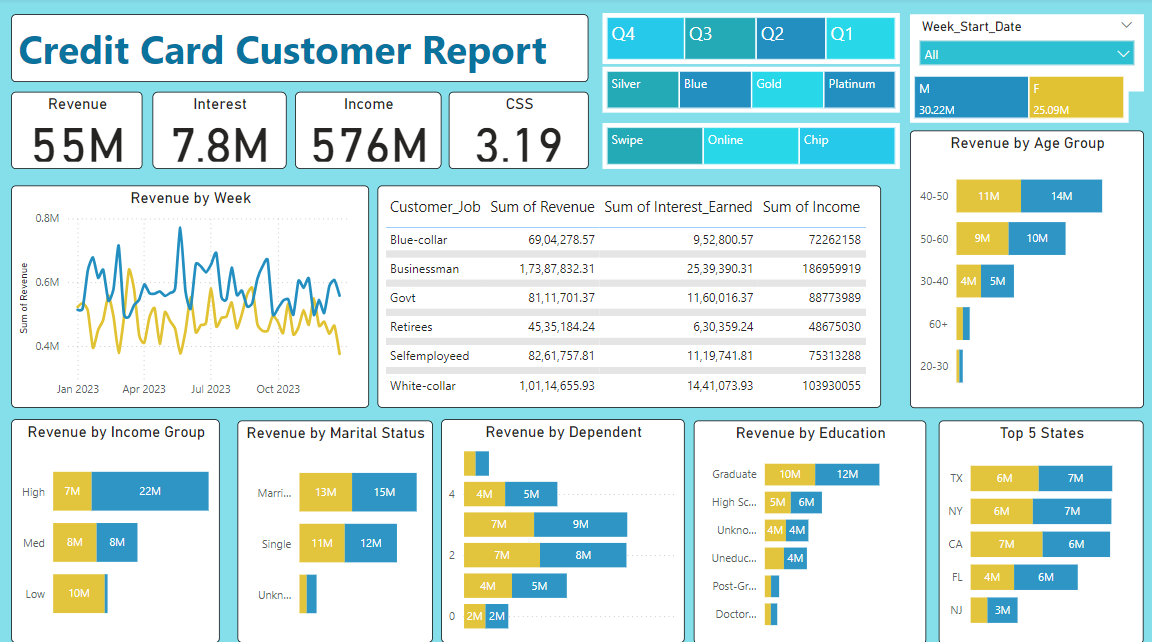 Credit Card Customer Report
Q4 Q3 Q2 Q1
Silver Blue Gold Platinum
Swipe Online Chip
Week_Start_Date
All
M F
30.22M 25.09M
Revenue
55M
Interest
7.8M
Income
576M
CSS
3.19
Revenue by Week
Sum of Revenue
0.8M
0.6M
0.4M
Jan 2023 Apr 2023 Jul 2023 Oct 2023
Customer_Job Sum of Revenue Sum of Interest_Earned Sum of Income
Blue-collar 69,04,278.57 9,52,800.57 72262158
Businessman 1,73,87,832.31 25,39,390.31 186959919
Govt 81,11,701.37 11,60,016.37 88773989
Retirees 45,35,184.24 6,30,359.24 48675030
Selfemployeed 82,61,757.81 11,19,741.81 75313288
White-collar 1,01,14,655.93 14,41,073.93 103930055
Revenue by Age Group
40-50 11M 14M
50-60 9M 10M
30-40 4M 5M
60+
20-30
Revenue by Income Group
High 7M 22M
Med 8M 8M
Low 10M
Revenue by Marital Status
Marri... 13M 15M
Single 11M 12M
Unkn...
Revenue by Dependent
4 4M 5M
7M 9M
2 7M 8M
4M 5M
0 2M 2M
Revenue by Education
Graduate 10M 12M
High Sc... 5M 6M
Unkno... 4M 4M
Uneduc... 4M
Post-Gr...
Doctor...
Top 5 States
TX 6M 7M
NY 6M 7M
CA 7M 6M
FL 4M 6M
NJ 3M